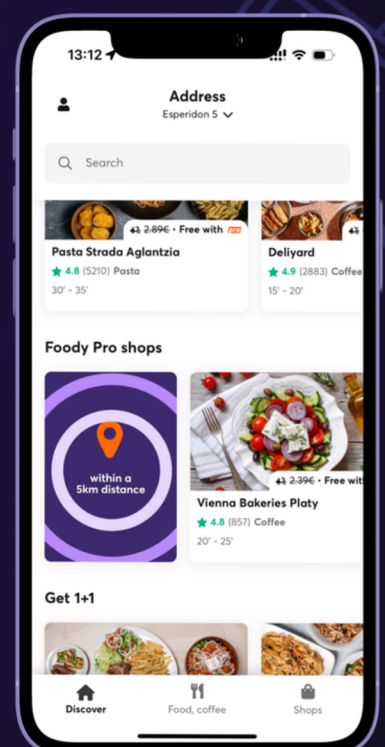 13:12
Address
Esperidon 5
Search
2.89€ • Free with pro
Pasta Strada Aglantzia
4.8 (5210) Pasta
30' - 35'
Deliyard
4.9 (2883) Coffee
15' - 20'
Foody Pro shops
within a
5km distance
2.39€ • Free wit
Vienna Bakeries Platy
4.8 (857) Coffee
20' - 25'
Get 1+1
Discover
Food, coffee
Shops